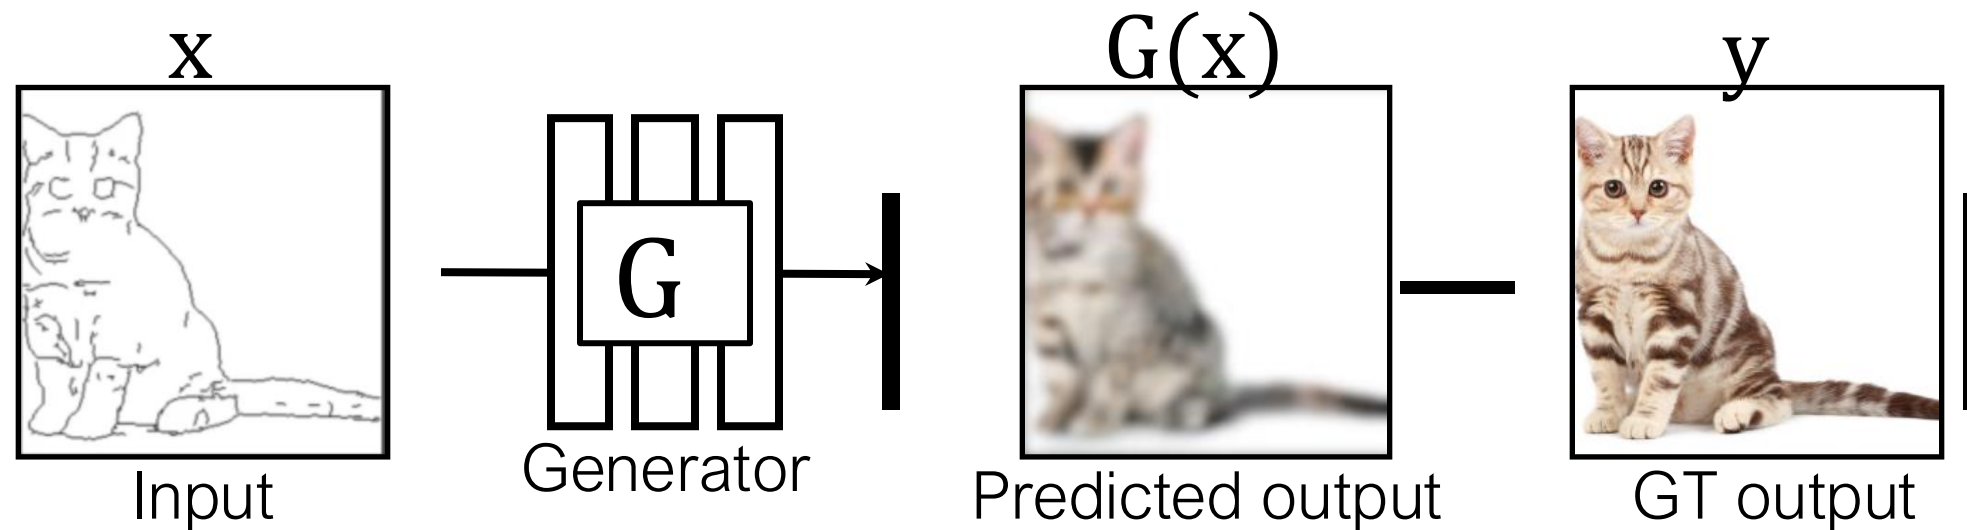 x
G(x)
y
G
Input
Generator
Predicted output
GT output